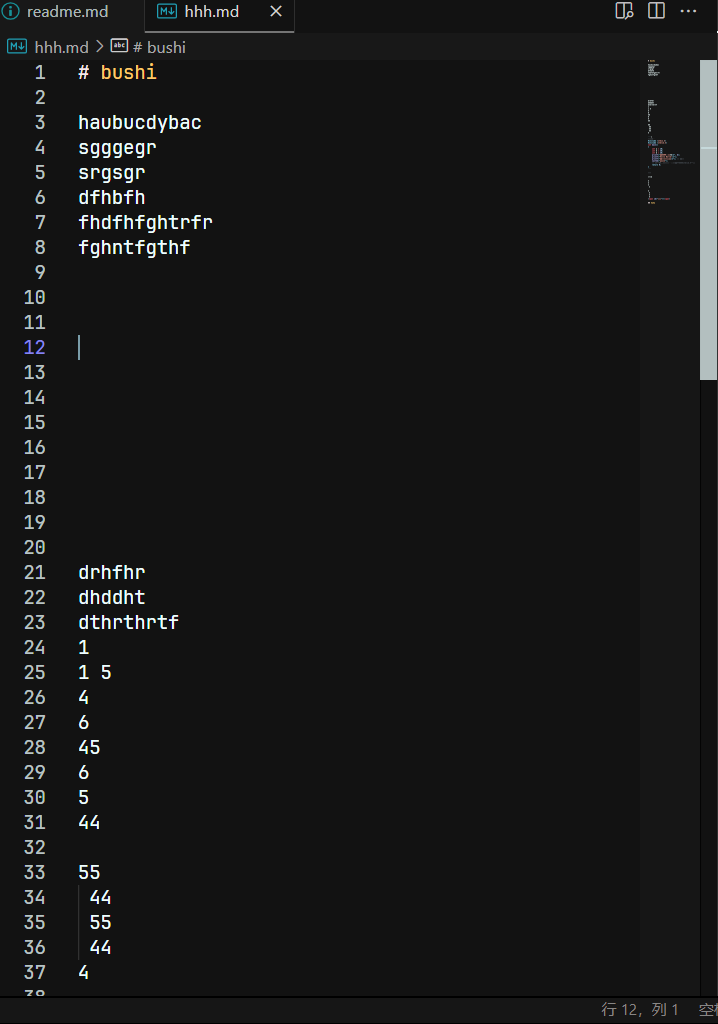 readme.md hhh.md
hhh.md > # bushi
1 # bushi
2
3 haubucdybac
4 sgggegr
5 srgsgr
6 dfhbfh
7 fhdfhfghtrfr
8 fghntfgthf
9
10
11
12
13
14
15
16
17
18
19
20
21 drhfhr
22 dhddht
23 dthrthrtf
24 1
25 1 5
26 4
27 6
28 45
29 6
30 5
31 44
32
33 55
34 44
35 55
36 44
37 4
行 12，列 1